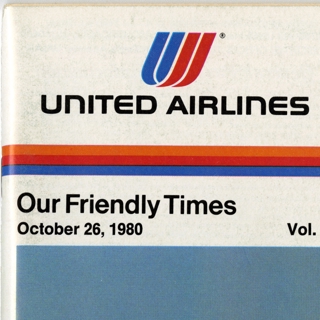 ®
UNITED AIRLINES
Our Friendly Times
October 26, 1980 Vol.